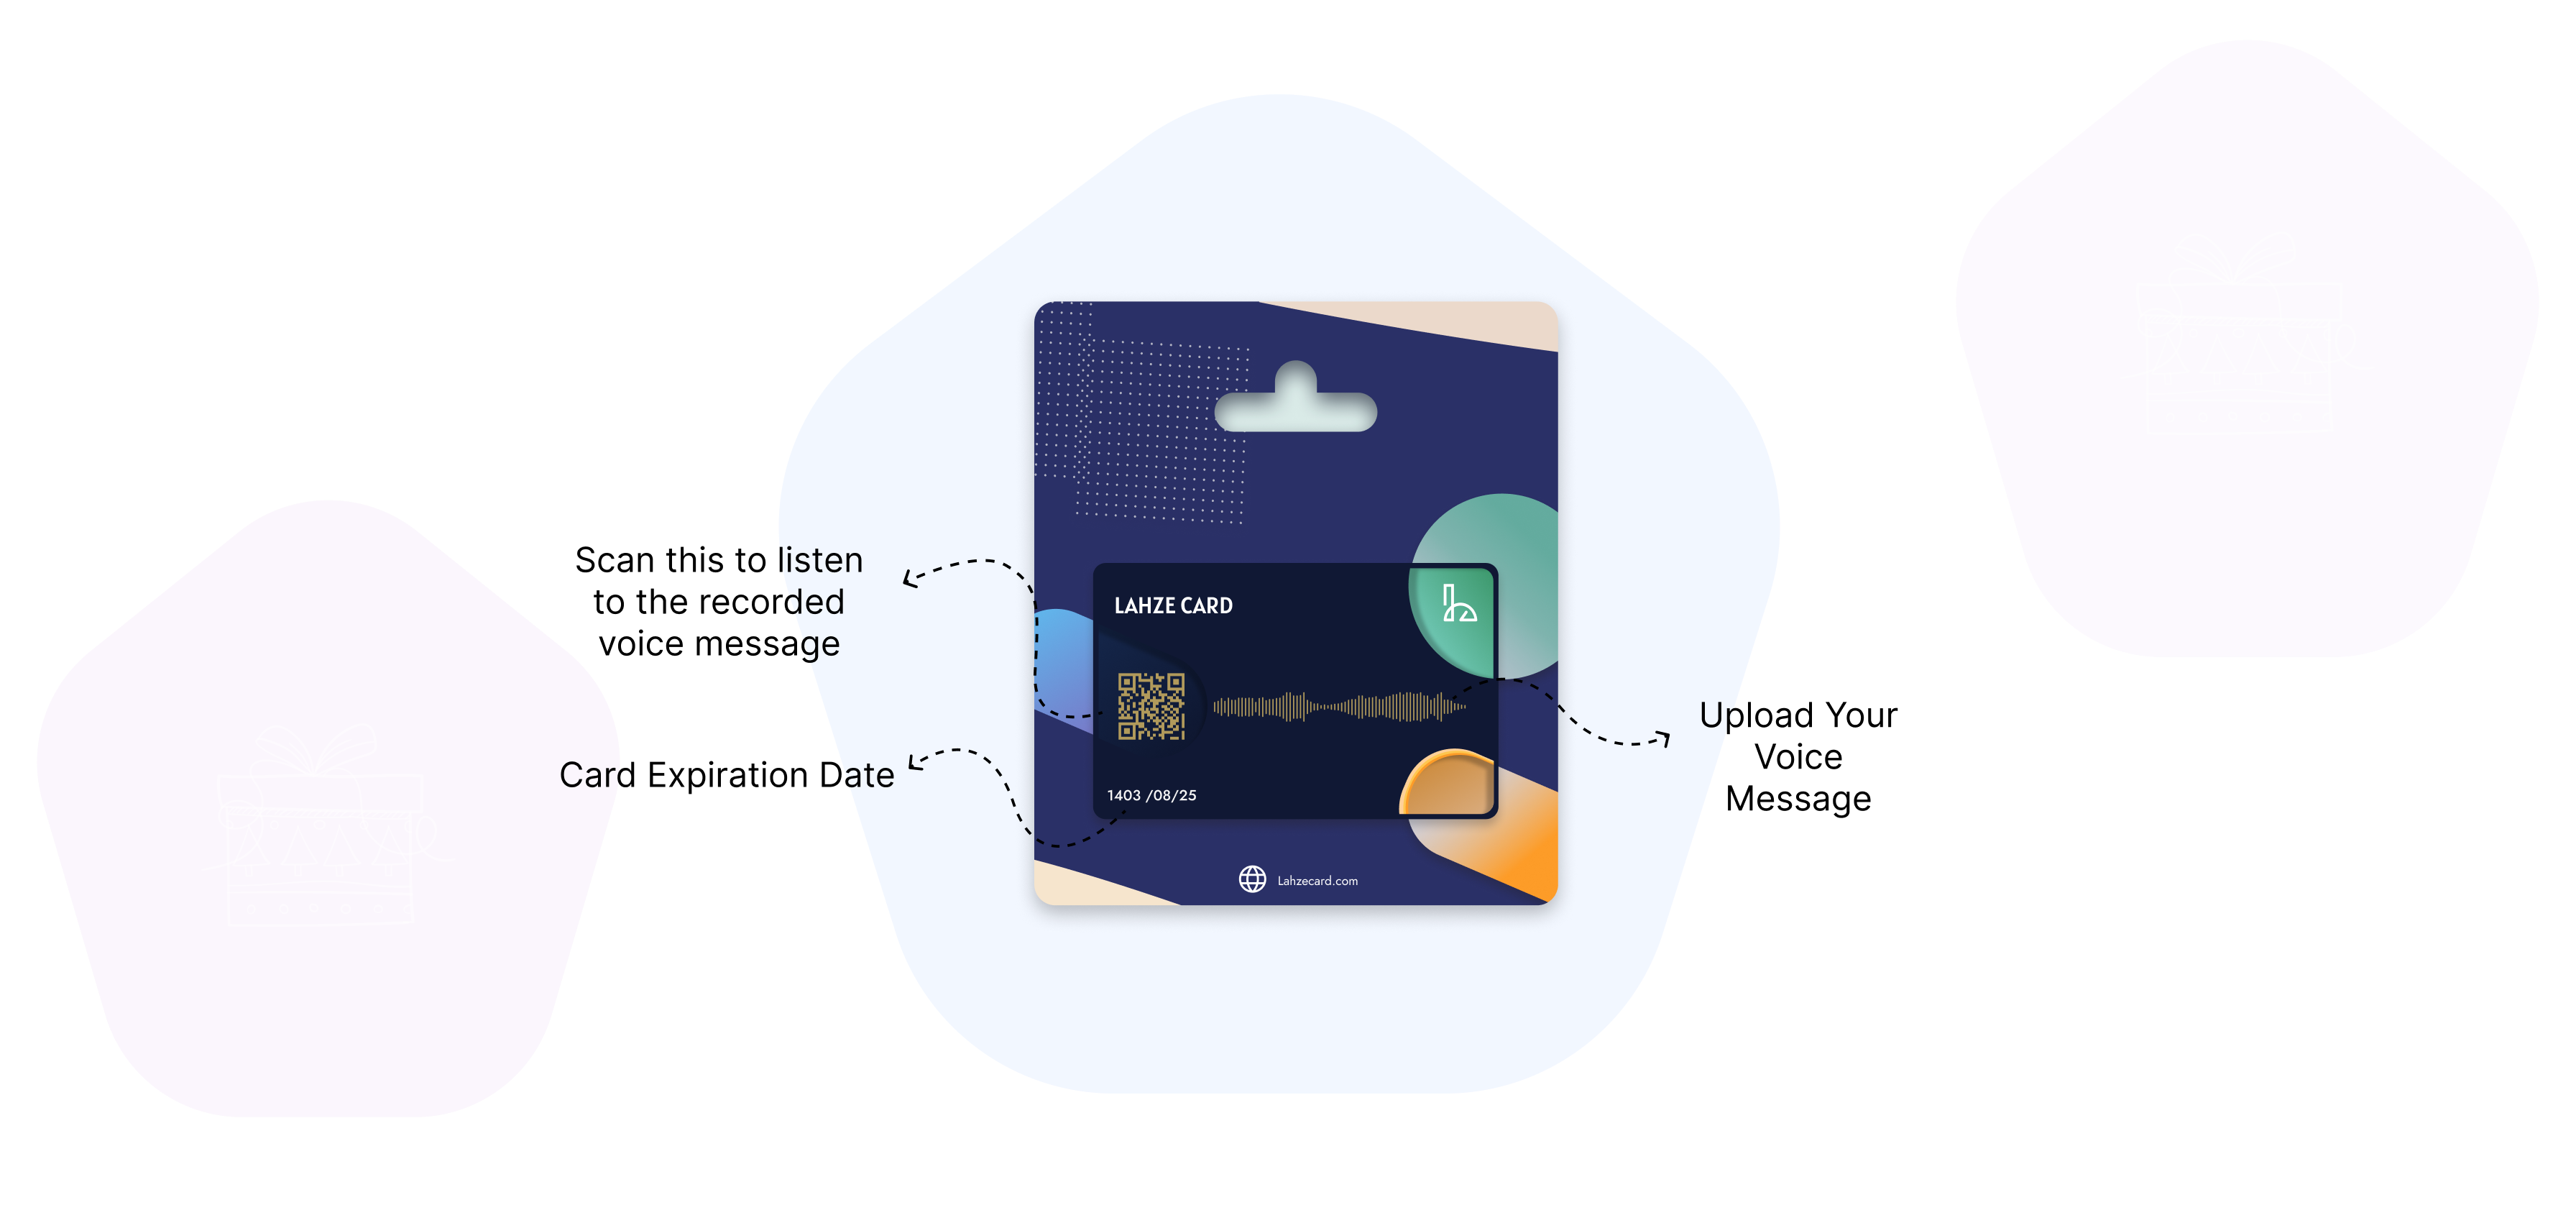 Scan this to listen
to the recorded
voice message
Card Expiration Date
LAHZE CARD
1403 /08/25
Lahzecard.com
Upload Your
Voice
Message